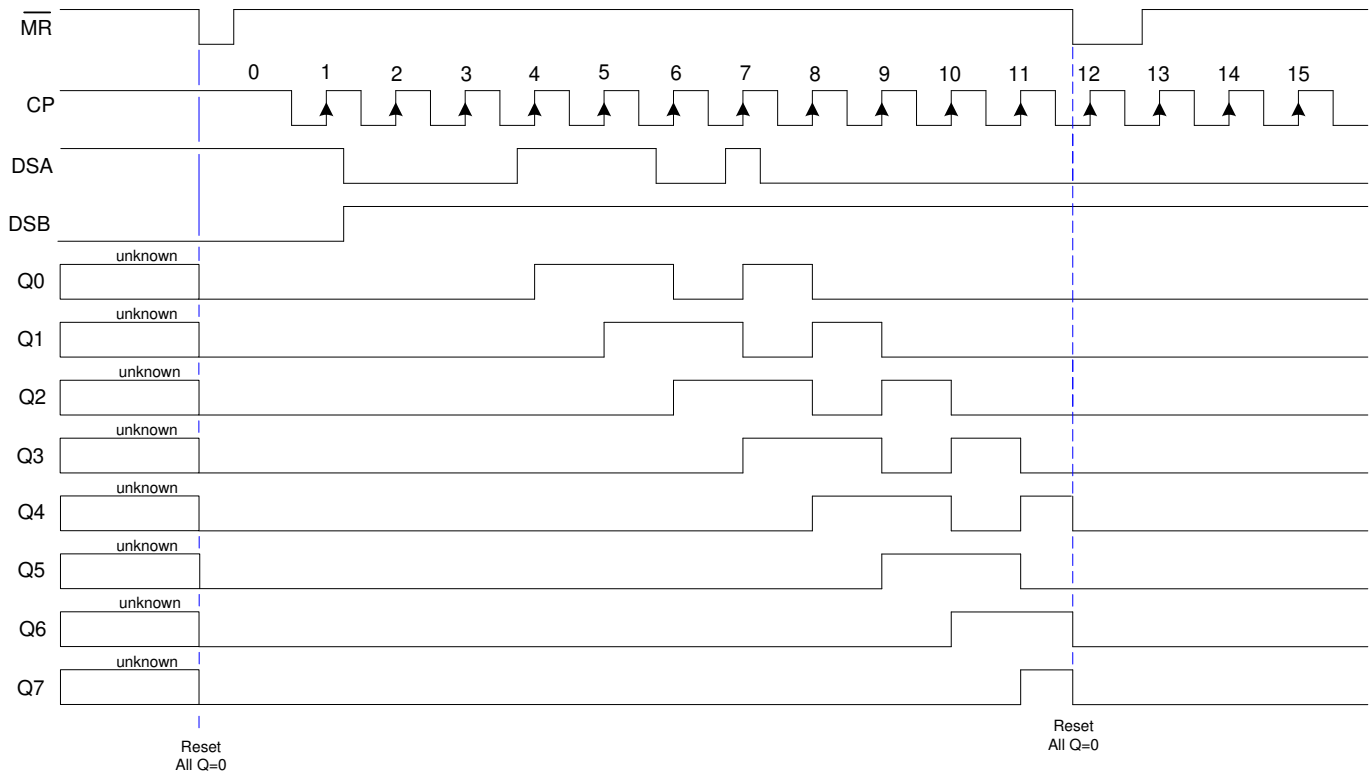 MR
0 1 2 3 4 5 6 7 8 9 10 11 12 13 14 15
CP
DSA
DSB
unknown
Q0
unknown
Q1
unknown
Q2
unknown
Q3
unknown
Q4
unknown
Q5
unknown
Q6
unknown
Q7
Reset
All Q=0
Reset
All Q=0